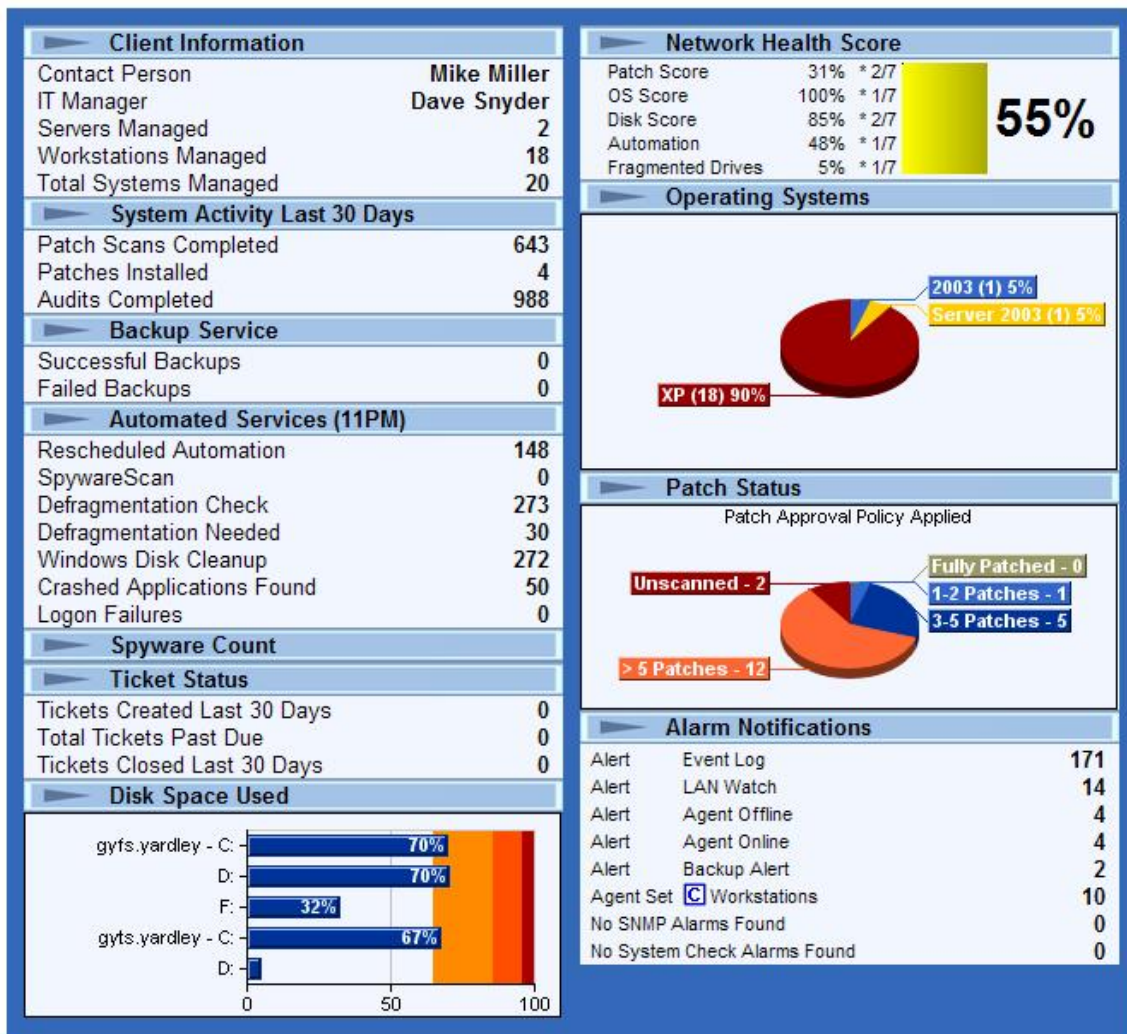 Client Information
Contact Person Mike Miller
IT Manager Dave Snyder
Servers Managed 2
Workstations Managed 18
Total Systems Managed 20
System Activity Last 30 Days
Patch Scans Completed 643
Patches Installed 4
Audits Completed 988
Backup Service
Successful Backups 0
Failed Backups 0
Automated Services (11PM)
Rescheduled Automation 148
SpywareScan 0
Defragmentation Check 273
Defragmentation Needed 30
Windows Disk Cleanup 272
Crashed Applications Found 50
Logon Failures 0
Spyware Count
Ticket Status
Tickets Created Last 30 Days 0
Total Tickets Past Due 0
Tickets Closed Last 30 Days 0
Disk Space Used
gyfs.yardley - C: 70%
D: 70%
F: 32%
gyts.yardley - C: 67%
D:
0 50 100
Network Health Score
Patch Score 31% * 2/7
OS Score 100% * 1/7
Disk Score 85% * 2/7
Automation 48% * 1/7
Fragmented Drives 5% * 1/7
55%
Operating Systems
2003 (1) 5%
Server 2003 (1) 5%
XP (18) 90%
Patch Status
Patch Approval Policy Applied
Fully Patched - 0
Unscanned - 2
1-2 Patches - 1
3-5 Patches - 5
> 5 Patches - 12
Alarm Notifications
Alert Event Log 171
Alert LAN Watch 14
Alert Agent Offline 4
Alert Agent Online 4
Alert Backup Alert 2
Agent Set C Workstations 10
No SNMP Alarms Found 0
No System Check Alarms Found 0